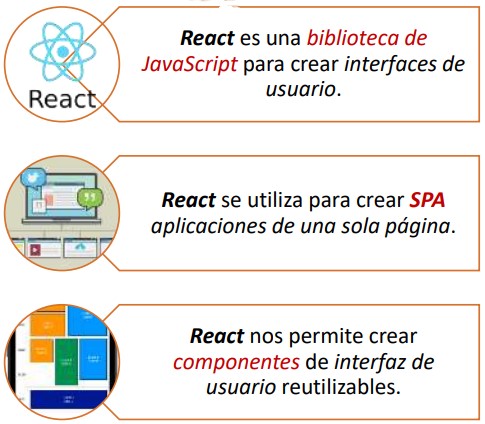 React
React es una biblioteca de
JavaScript para crear interfaces de
usuario.
React se utiliza para crear SPA
aplicaciones de una sola página.
React nos permite crear
componentes de interfaz de
usuario reutilizables.